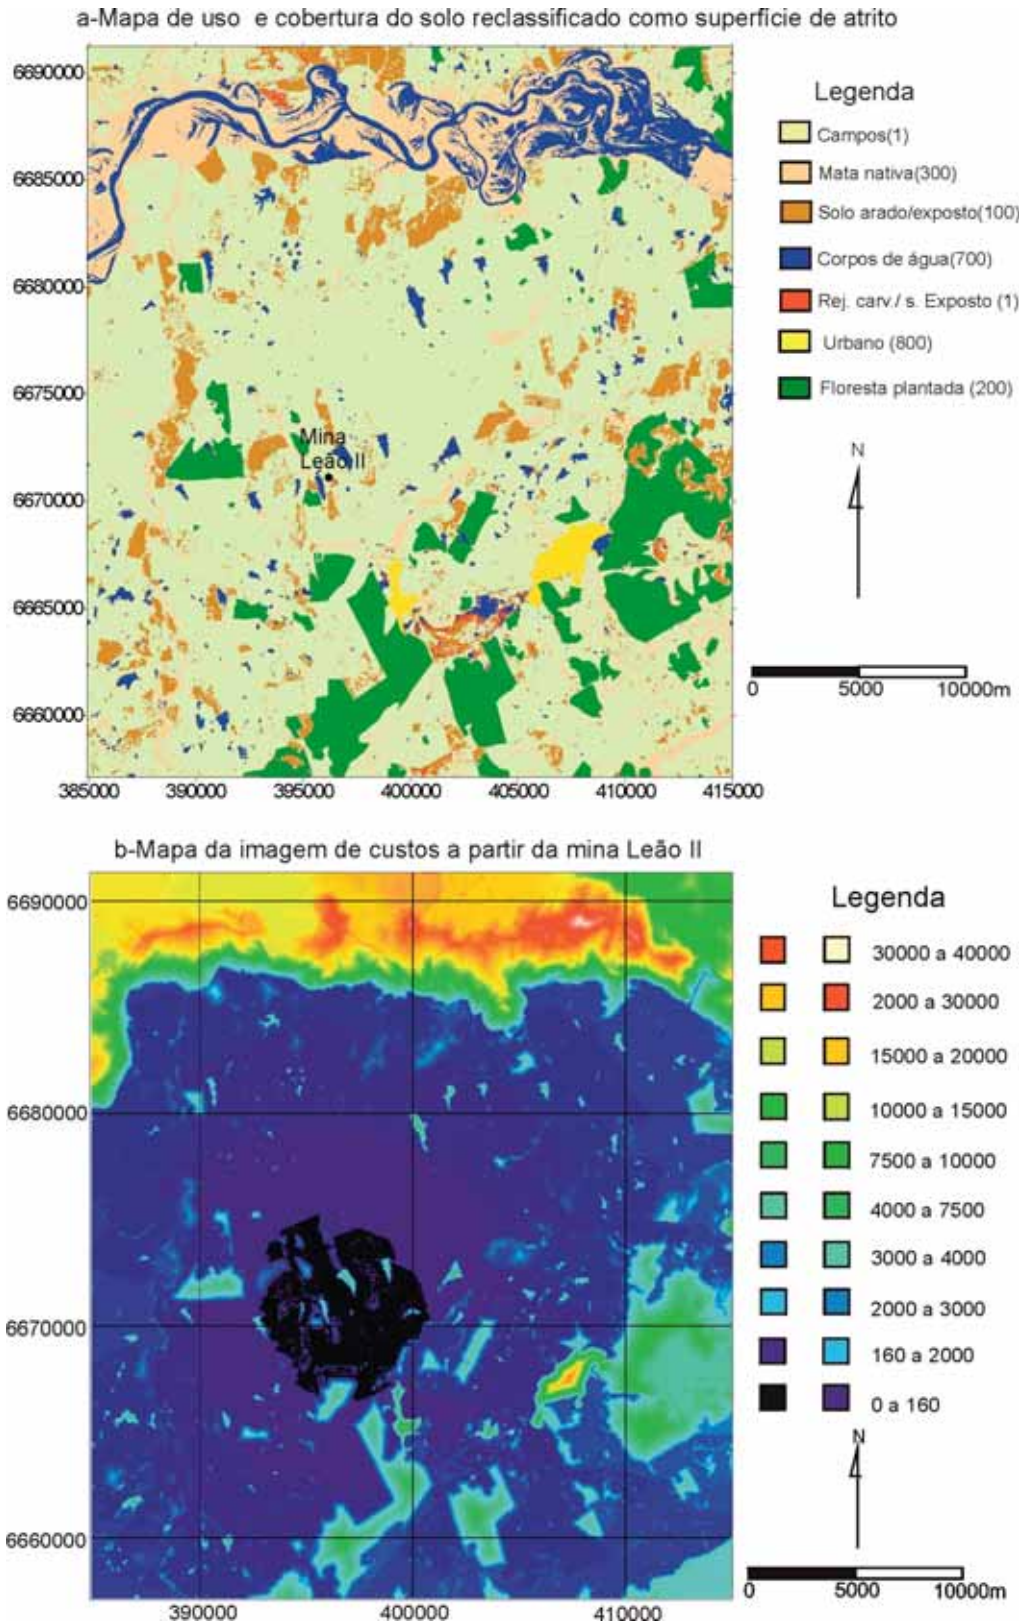 a-Mapa de uso e cobertura do solo reclassificado como superfície de atrito
6690000
6685000
6680000
6675000
6670000
6665000
6660000
385000 390000 395000 400000 405000 410000 415000
Mina
Leão II
Legenda
Campos(1)
Mata nativa(300)
Solo arado/exposto(100)
Corpos de água(700)
Rej. carv./ s. Exposto (1)
Urbano (800)
Floresta plantada (200)
N
0 5000 10000m
b-Mapa da imagem de custos a partir da mina Leão II
6690000
6680000
6670000
6660000
390000 400000 410000
Legenda
30000 a 40000
2000 a 30000
15000 a 20000
10000 a 15000
7500 a 10000
4000 a 7500
3000 a 4000
2000 a 3000
160 a 2000
0 a 160
N
0 5000 10000m